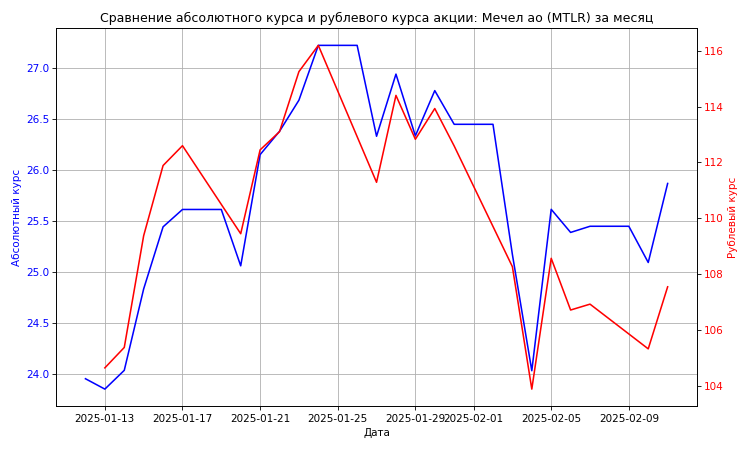 Сравнение абсолютного курса и рублевого курса акции: Мечел ао (MTLR) за месяц
27.0
26.5
26.0
25.5
25.0
24.5
24.0
Абсолютный курс
116
114
112
110
108
106
104
Рублевый курс
2025-01-13 2025-01-17 2025-01-21 2025-01-25 2025-01-29 2025-02-01 2025-02-05 2025-02-09
Дата